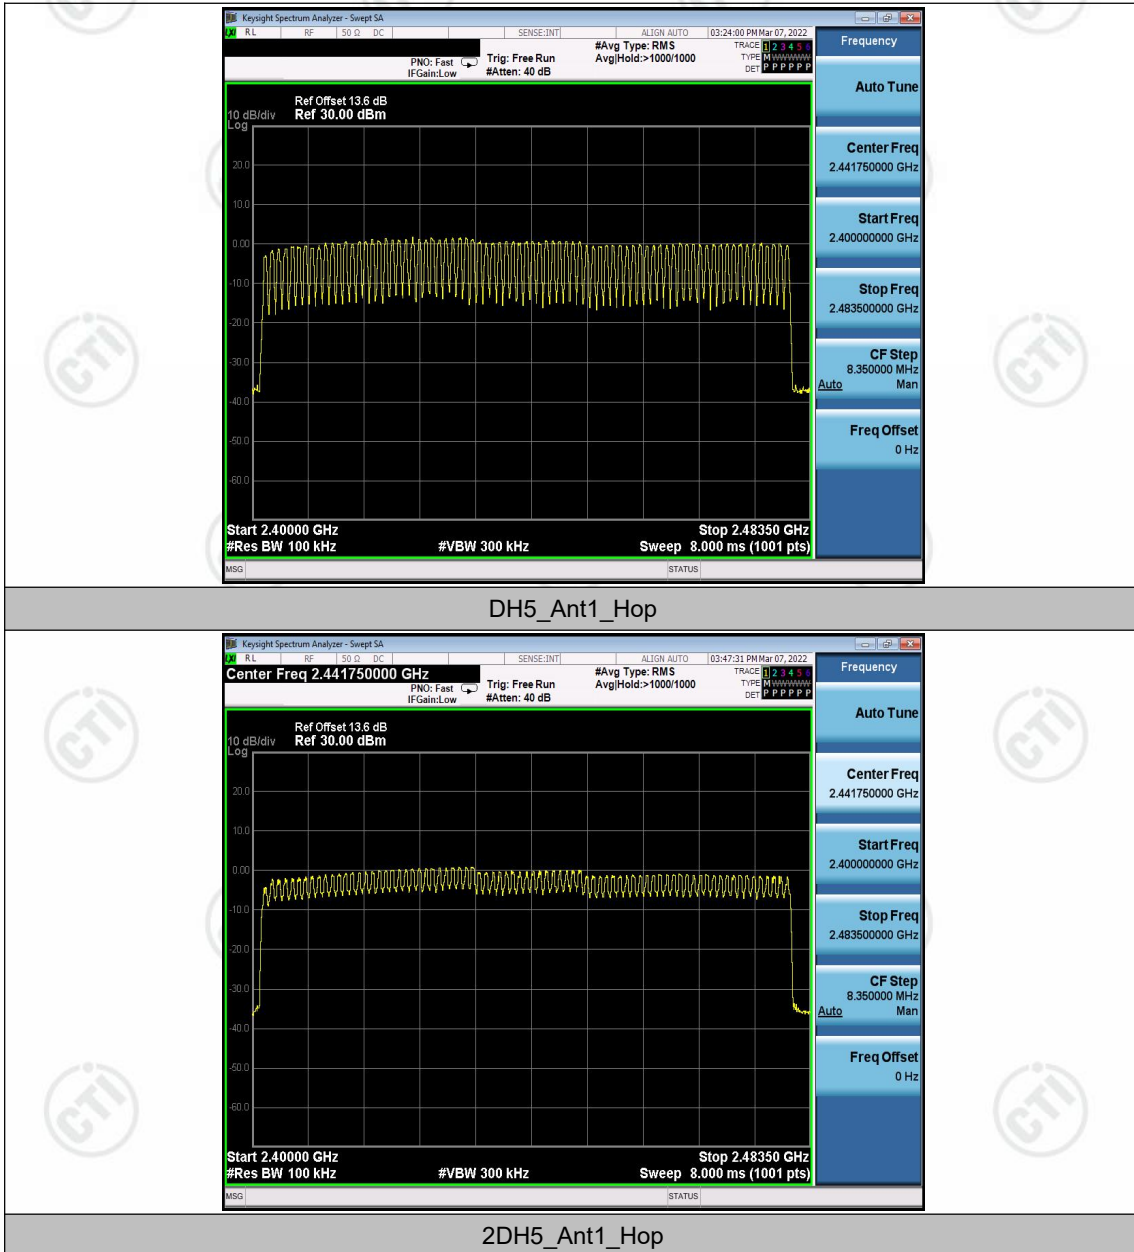 Keysight Spectrum Analyzer - Swept SA
LXI RL RF 50 Ω DC SENSE:INT ALIGN AUTO 03:24:00 PM Mar 07, 2022
PNO: Fast Trig: Free Run #Avg Type: RMS TRACE 1 2 3 4 5 6
IFGain:Low #Atten: 40 dB Avg|Hold:>1000/1000 TYPE M W W W W W
DET P P P P P P
Frequency
Auto Tune
Ref Offset 13.6 dB
10 dB/div Ref 30.00 dBm
Log
20.0
10.0
0.00
-10.0
-20.0
-30.0
-40.0
-50.0
-60.0
Center Freq
2.441750000 GHz
Start Freq
2.400000000 GHz
Stop Freq
2.483500000 GHz
CF Step
8.350000 MHz
Auto Man
Freq Offset
0 Hz
Start 2.40000 GHz Stop 2.48350 GHz
#Res BW 100 kHz #VBW 300 kHz Sweep 8.000 ms (1001 pts)
MSG STATUS
DH5_Ant1_Hop
Keysight Spectrum Analyzer - Swept SA
LXI RL RF 50 Ω DC SENSE:INT ALIGN AUTO 03:47:31 PM Mar 07, 2022
Center Freq 2.441750000 GHz #Avg Type: RMS TRACE 1 2 3 4 5 6
PNO: Fast Trig: Free Run Avg|Hold:>1000/1000 TYPE M W W W W W
IFGain:Low #Atten: 40 dB DET P P P P P P
Frequency
Auto Tune
Ref Offset 13.6 dB
10 dB/div Ref 30.00 dBm
Log
20.0
10.0
0.00
-10.0
-20.0
-30.0
-40.0
-50.0
-60.0
Center Freq
2.441750000 GHz
Start Freq
2.400000000 GHz
Stop Freq
2.483500000 GHz
CF Step
8.350000 MHz
Auto Man
Freq Offset
0 Hz
Start 2.40000 GHz Stop 2.48350 GHz
#Res BW 100 kHz #VBW 300 kHz Sweep 8.000 ms (1001 pts)
MSG STATUS
2DH5_Ant1_Hop
CTI
CTI
CTI
CTI
CTI
CTI